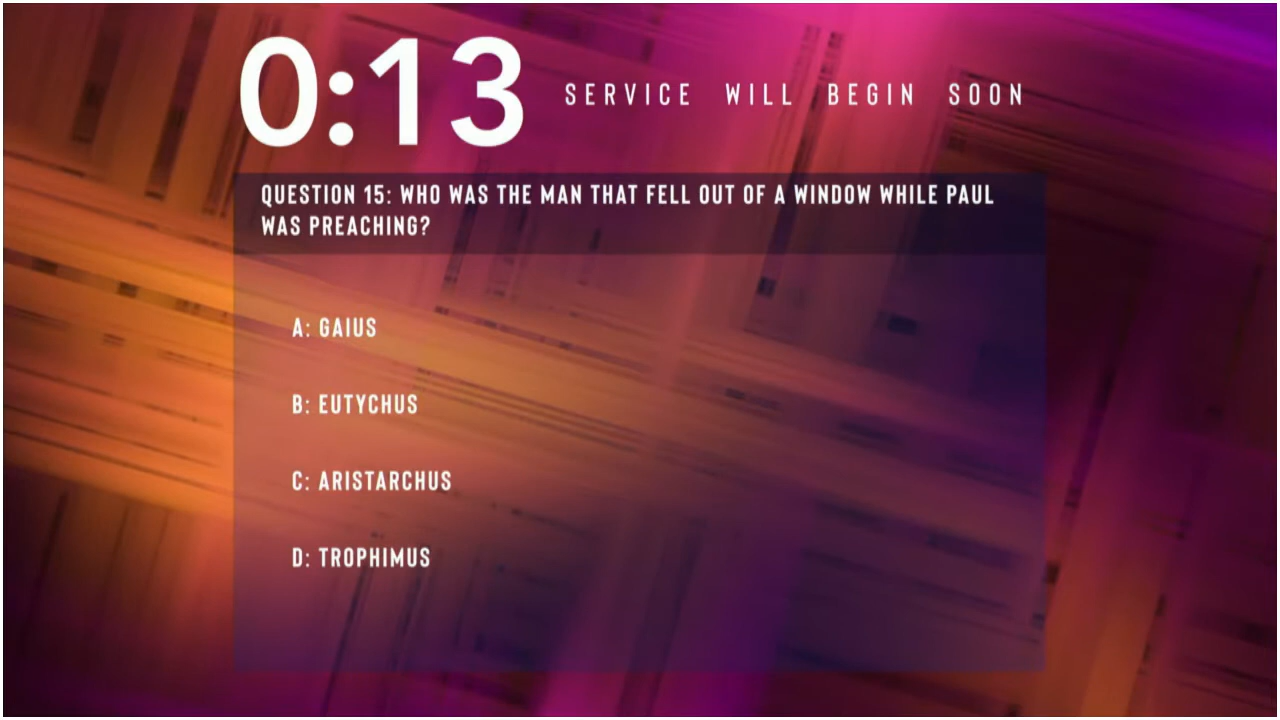 0:13 SERVICE WILL BEGIN SOON
QUESTION 15: WHO WAS THE MAN THAT FELL OUT OF A WINDOW WHILE PAUL
WAS PREACHING?
A: GAIUS
B: EUTYCHUS
C: ARISTARCHUS
D: TROPHIMUS